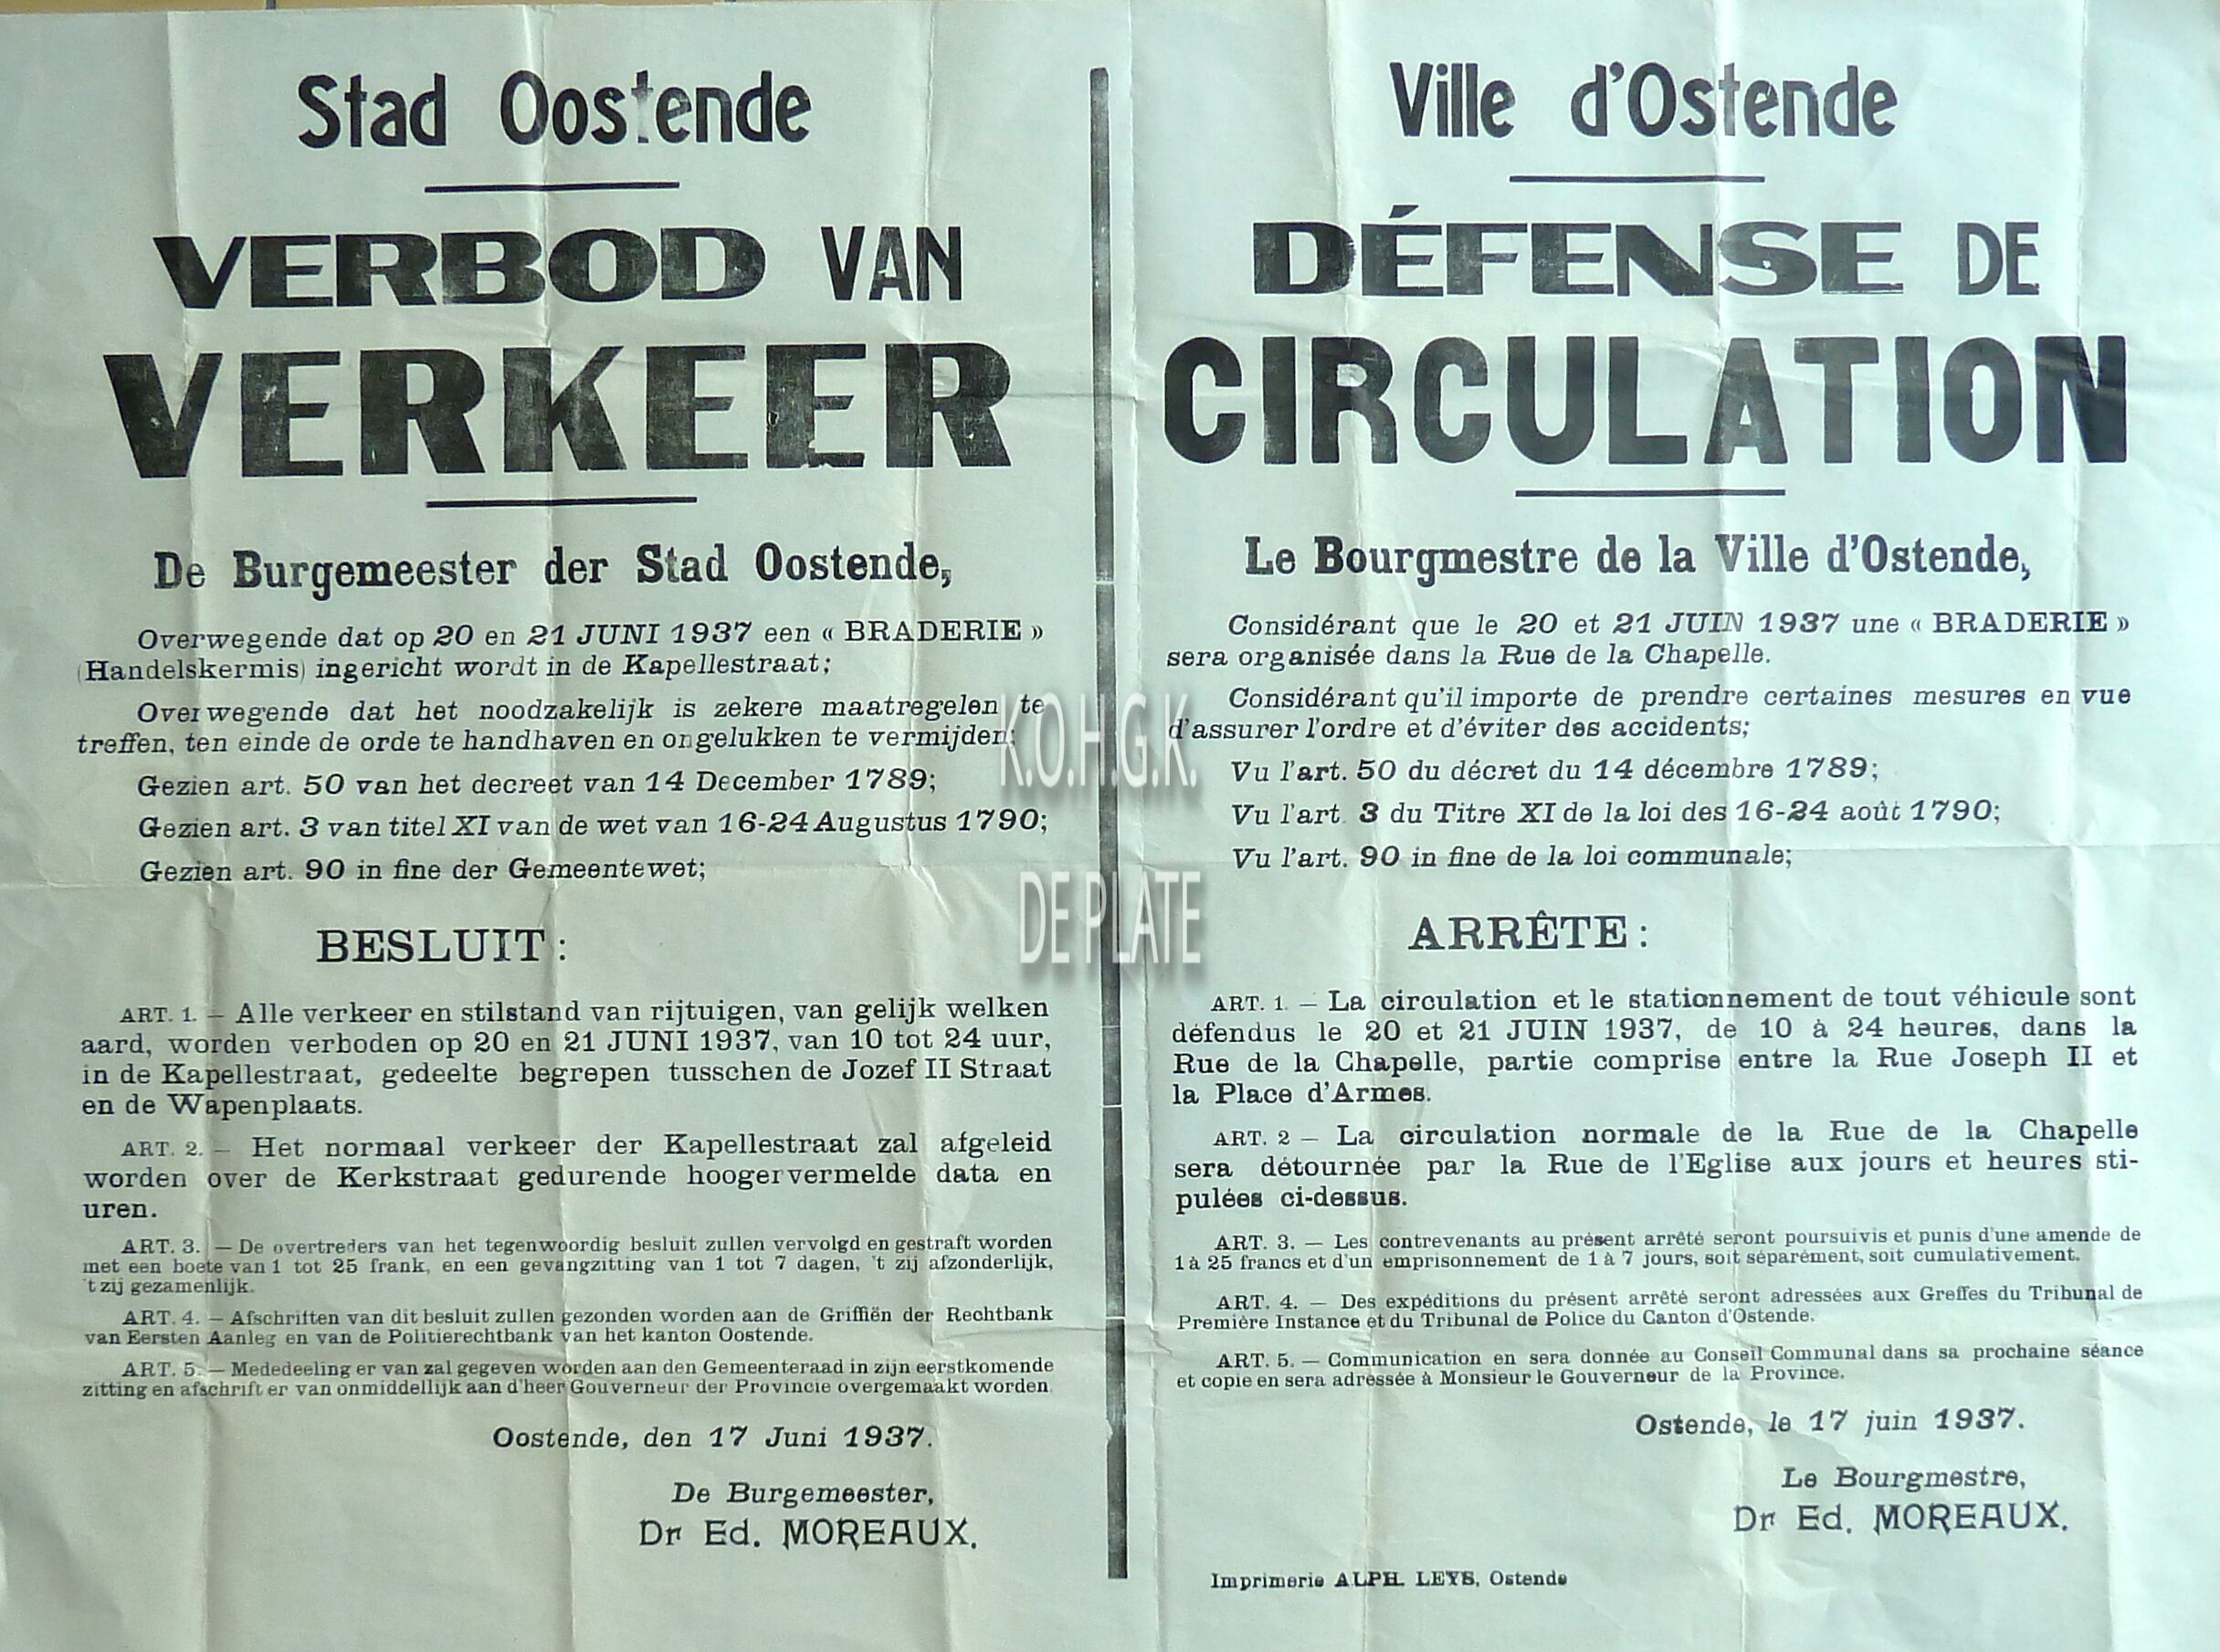 Stad Oostende
VERBOD VAN
VERKEER
De Burgemeester der Stad Oostende,
Overwegende dat op 20 en 21 JUNI 1937 een « BRADERIE »
(Handelskermis) ingericht wordt in de Kapellestraat;
Overwegende dat het noodzakelijk is zekere maatregelen te
treffen, ten einde de orde te handhaven en ongelukken te vermijden;
Gezien art. 50 van het decreet van 14 December 1789;
Gezien art. 3 van titel XI van de wet van 16-24 Augustus 1790;
Gezien art. 90 in fine der Gemeentewet;
BESLUIT :
ART. 1. — Alle verkeer en stilstand van rijtuigen, van gelijk welken
aard, worden verboden op 20 en 21 JUNI 1937, van 10 tot 24 uur,
in de Kapellestraat, gedeelte begrepen tusschen de Jozef II Straat
en de Wapenplaats.
ART. 2. — Het normaal verkeer der Kapellestraat zal afgeleid
worden over de Kerkstraat gedurende hoogervermelde data en
uren.
ART. 3. — De overtreders van het tegenwoordig besluit zullen vervolgd en gestraft worden
met een boete van 1 tot 25 frank, en een gevangzitting van 1 tot 7 dagen, 't zij afzonderlijk,
't zij gezamenlijk.
ART. 4. — Afschriften van dit besluit zullen gezonden worden aan de Griffiën der Rechtbank
van Eersten Aanleg en van de Politierechtbank van het kanton Oostende.
ART. 5. — Mededeeling er van zal gegeven worden aan den Gemeenteraad in zijn eerstkomende
zitting en afschrift er van onmiddellijk aan d'heer Gouverneur der Provincie overgemaakt worden.
Oostende, den 17 Juni 1937.
De Burgemeester,
Dr Ed. MOREAUX.
K.O.H.G.K.
DE PLATE
Ville d'Ostende
DÉFENSE DE
CIRCULATION
Le Bourgmestre de la Ville d'Ostende,
Considérant que le 20 et 21 JUIN 1937 une « BRADERIE »
sera organisée dans la Rue de la Chapelle.
Considérant qu'il importe de prendre certaines mesures en vue
d'assurer l'ordre et d'éviter des accidents;
Vu l'art. 50 du décret du 14 décembre 1789;
Vu l'art. 3 du Titre XI de la loi des 16-24 août 1790;
Vu l'art. 90 in fine de la loi communale;
ARRÊTE :
ART. 1. — La circulation et le stationnement de tout véhicule sont
défendus le 20 et 21 JUIN 1937, de 10 à 24 heures, dans la
Rue de la Chapelle, partie comprise entre la Rue Joseph II et
la Place d'Armes.
ART. 2 — La circulation normale de la Rue de la Chapelle
sera détournée par la Rue de l'Eglise aux jours et heures sti-
pulées ci-dessus.
ART. 3. — Les contrevenants au présent arrêté seront poursuivis et punis d'une amende de
1 à 25 francs et d'un emprisonnement de 1 à 7 jours, soit séparément, soit cumulativement.
ART. 4. — Des expéditions du présent arrêté seront adressées aux Greffes du Tribunal de
Première Instance et du Tribunal de Police du Canton d'Ostende.
ART. 5. — Communication en sera donnée au Conseil Communal dans sa prochaine séance
et copie en sera adressée à Monsieur le Gouverneur de la Province.
Ostende, le 17 juin 1937.
Le Bourgmestre,
Dr Ed. MOREAUX.
Imprimerie ALPH. LEYS, Ostende